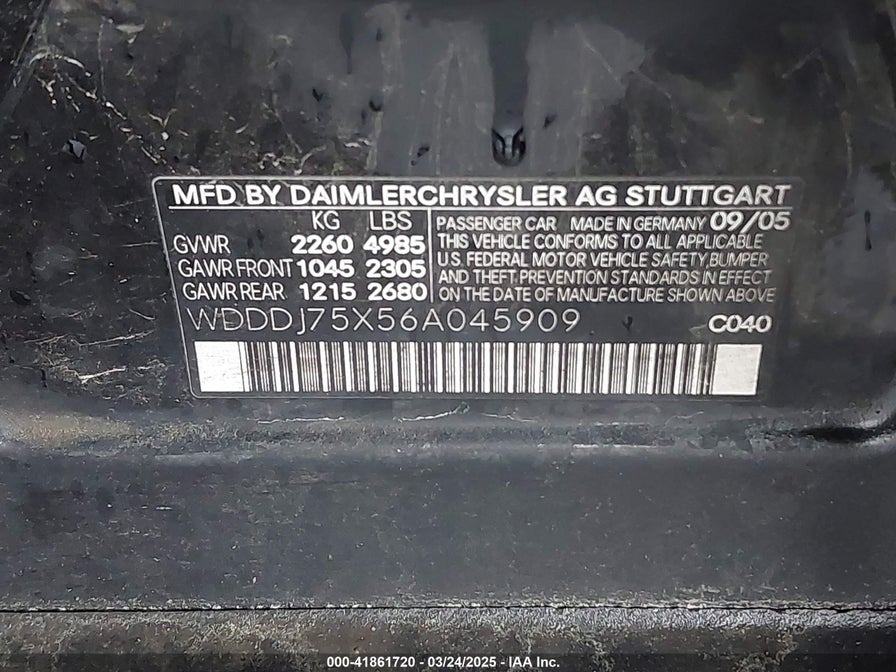 MFD BY DAIMLERCHRYSLER AG STUTTGART
KG LBS
GVWR 2260 4985
GAWR FRONT 1045 2305
GAWR REAR 1215 2680
PASSENGER CAR MADE IN GERMANY 09/05
THIS VEHICLE CONFORMS TO ALL APPLICABLE
U.S. FEDERAL MOTOR VEHICLE SAFETY, BUMPER
AND THEFT PREVENTION STANDARDS IN EFFECT
ON THE DATE OF MANUFACTURE SHOWN ABOVE
WDDDJ75X56A045909 C040
000-41861720 — 03/24/2025 — IAA Inc.